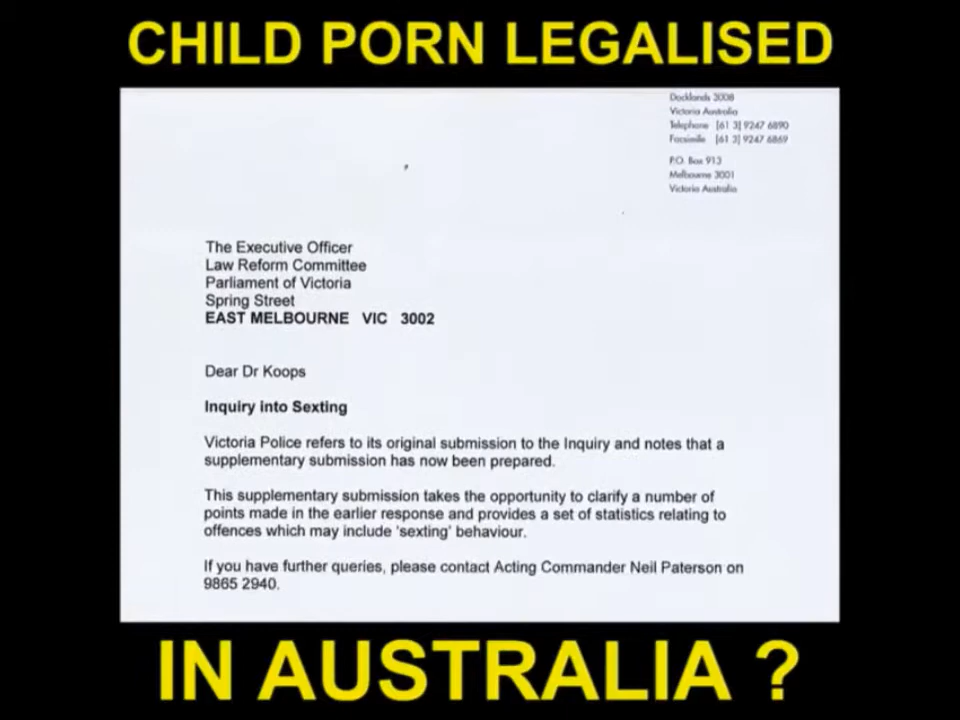 CHILD PORN LEGALISED
Docklands 3008
Victoria Australia
Telephone [61 3] 9247 6890
Facsimile [61 3] 9247 6869
P.O. Box 913
Melbourne 3001
Victoria Australia
The Executive Officer
Law Reform Committee
Parliament of Victoria
Spring Street
EAST MELBOURNE VIC 3002
Dear Dr Koops
Inquiry into Sexting
Victoria Police refers to its original submission to the Inquiry and notes that a
supplementary submission has now been prepared.
This supplementary submission takes the opportunity to clarify a number of
points made in the earlier response and provides a set of statistics relating to
offences which may include 'sexting' behaviour.
If you have further queries, please contact Acting Commander Neil Paterson on
9865 2940.
IN AUSTRALIA ?